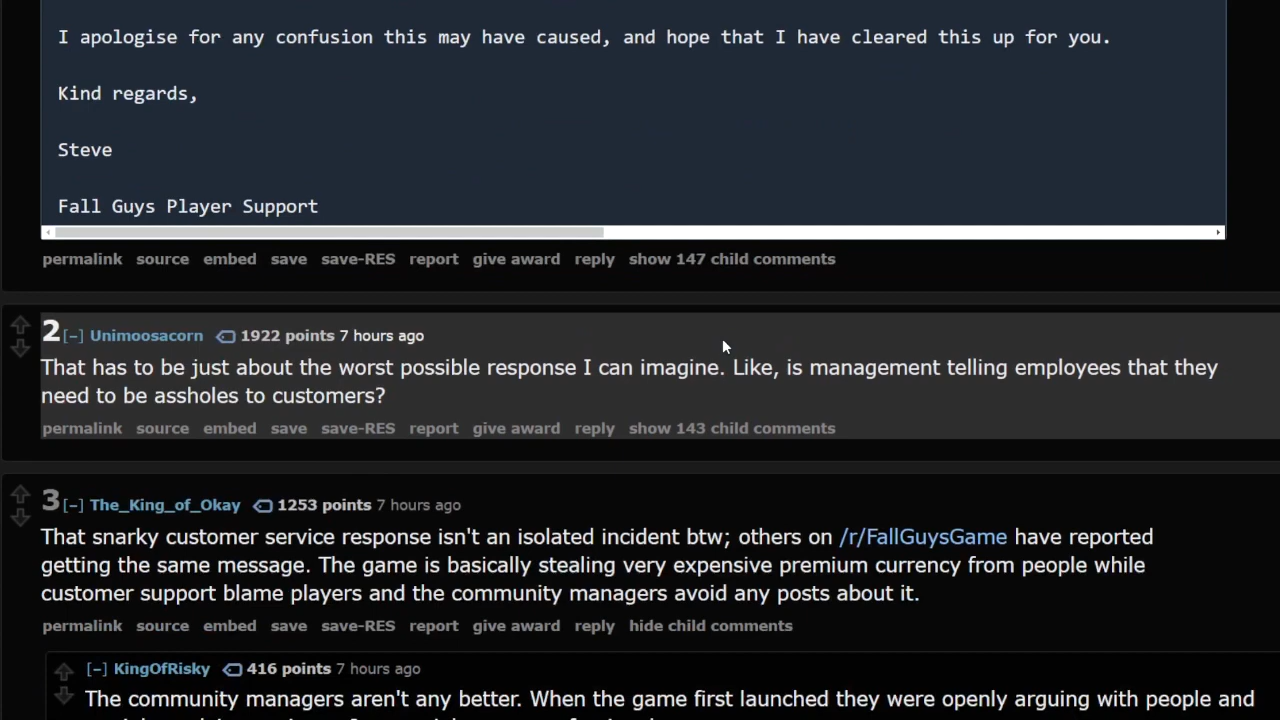 I apologise for any confusion this may have caused, and hope that I have cleared this up for you.
Kind regards,
Steve
Fall Guys Player Support
permalink source embed save save-RES report give award reply show 147 child comments
2 [-] Unimoosacorn 1922 points 7 hours ago
That has to be just about the worst possible response I can imagine. Like, is management telling employees that they
need to be assholes to customers?
permalink source embed save save-RES report give award reply show 143 child comments
3 [-] The_King_of_Okay 1253 points 7 hours ago
That snarky customer service response isn't an isolated incident btw; others on /r/FallGuysGame have reported
getting the same message. The game is basically stealing very expensive premium currency from people while
customer support blame players and the community managers avoid any posts about it.
permalink source embed save save-RES report give award reply hide child comments
[-] KingOfRisky 416 points 7 hours ago
The community managers aren't any better. When the game first launched they were openly arguing with people and